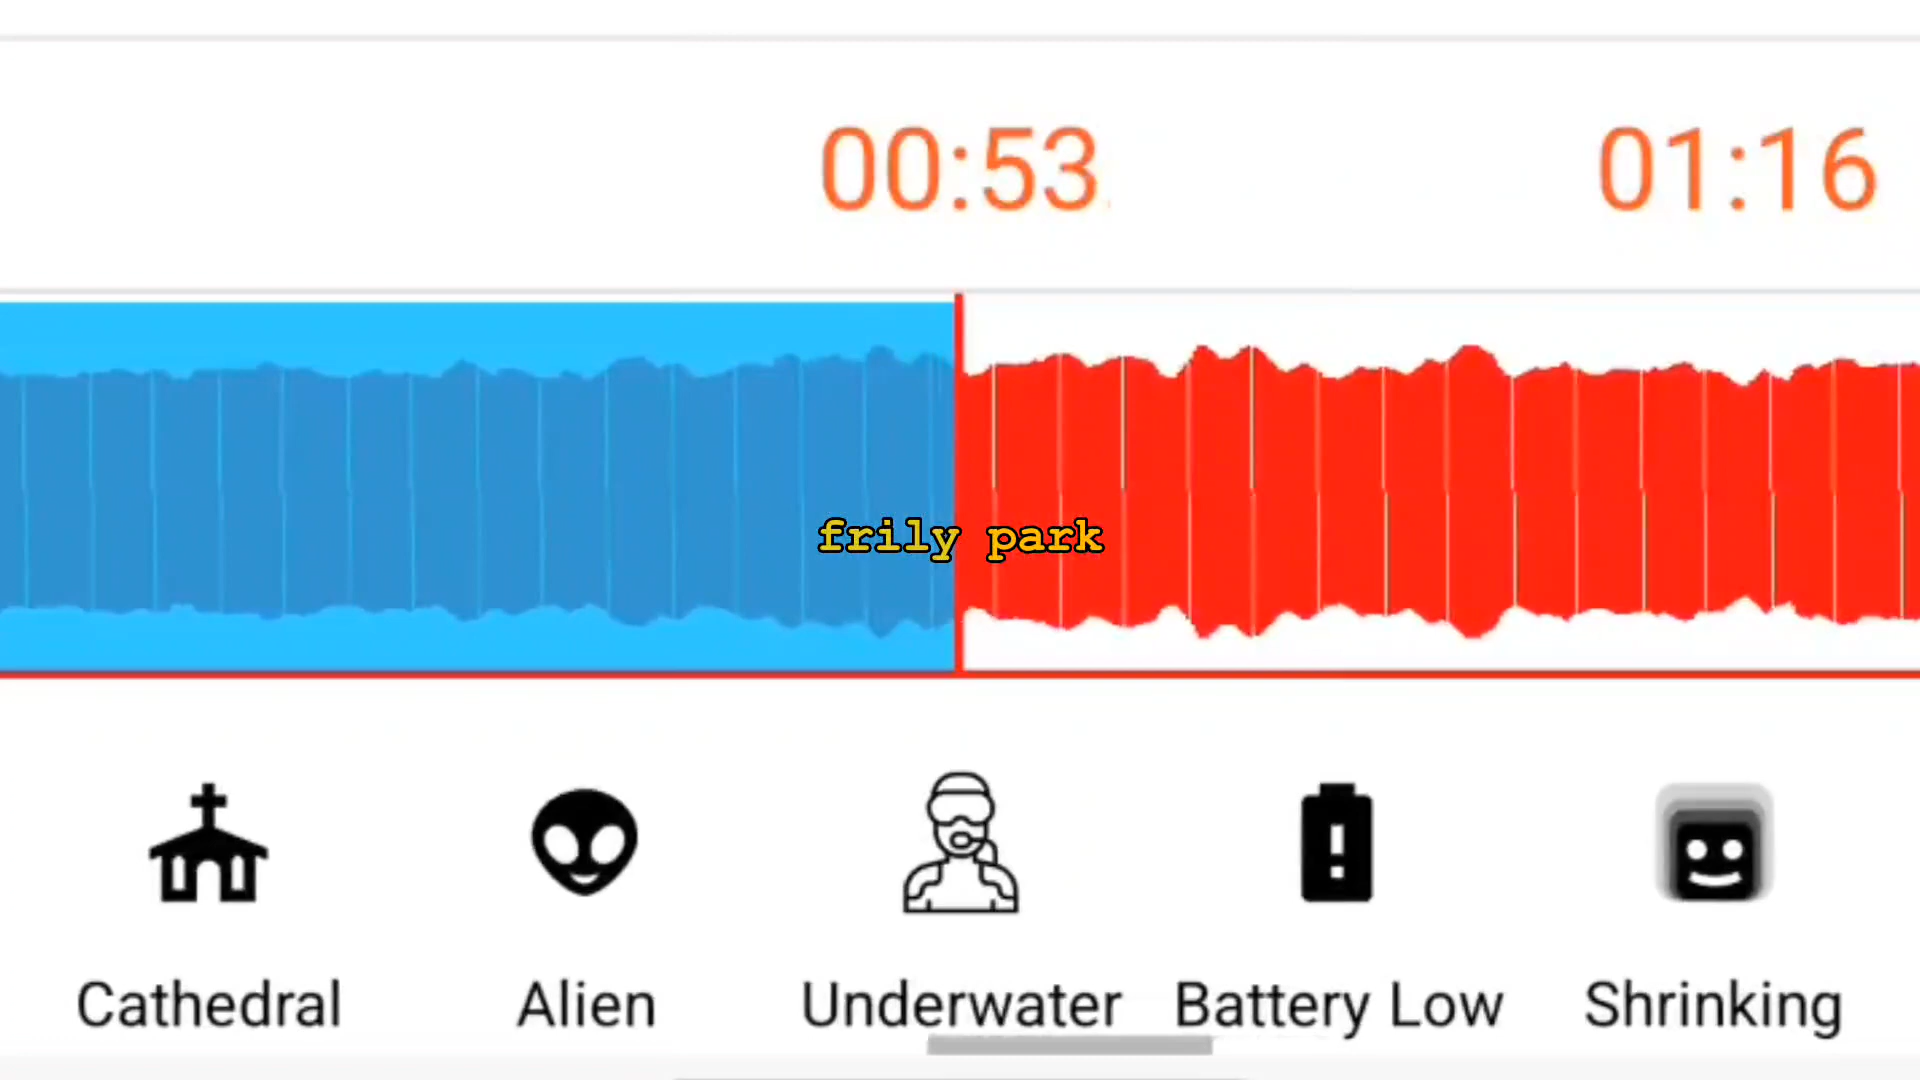 00:53 01:16
frily park
Cathedral Alien Underwater Battery Low Shrinking